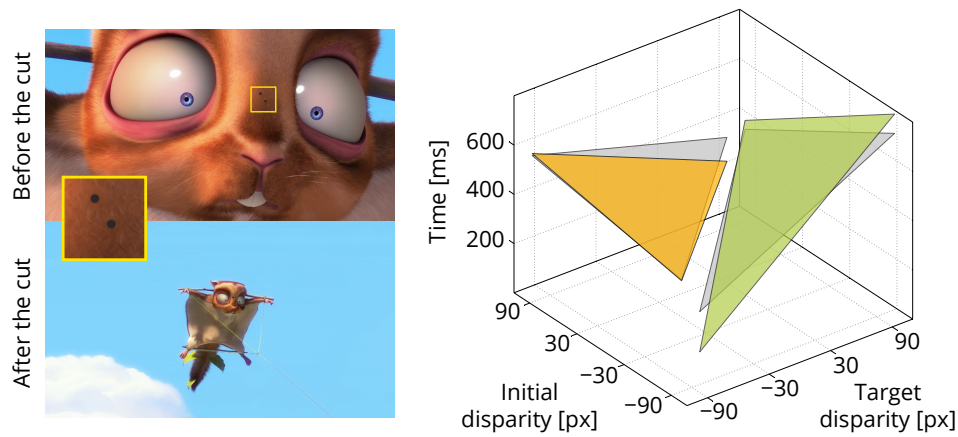 Before the cut
After the cut
Time [ms]
600
400
200
90
30
−30
−90
Initial
disparity [px]
−90
−30
30
90
Target
disparity [px]